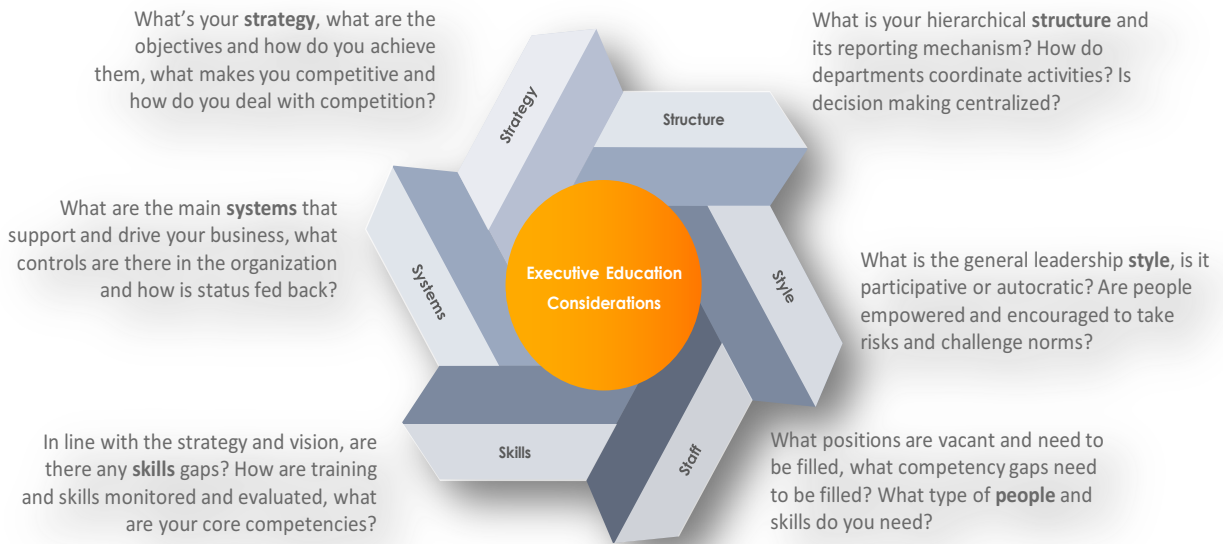 What's your strategy, what are the
objectives and how do you achieve
them, what makes you competitive and
how do you deal with competition?
What is your hierarchical structure and
its reporting mechanism? How do
departments coordinate activities? Is
decision making centralized?
Strategy
Structure
What are the main systems that
support and drive your business, what
controls are there in the organization
and how is status fed back?
Systems
Executive Education
Considerations
Style
What is the general leadership style, is it
participative or autocratic? Are people
empowered and encouraged to take
risks and challenge norms?
In line with the strategy and vision, are
there any skills gaps? How are training
and skills monitored and evaluated, what
are your core competencies?
Skills
Staff
What positions are vacant and need to
be filled, what competency gaps need
to be filled? What type of people and
skills do you need?